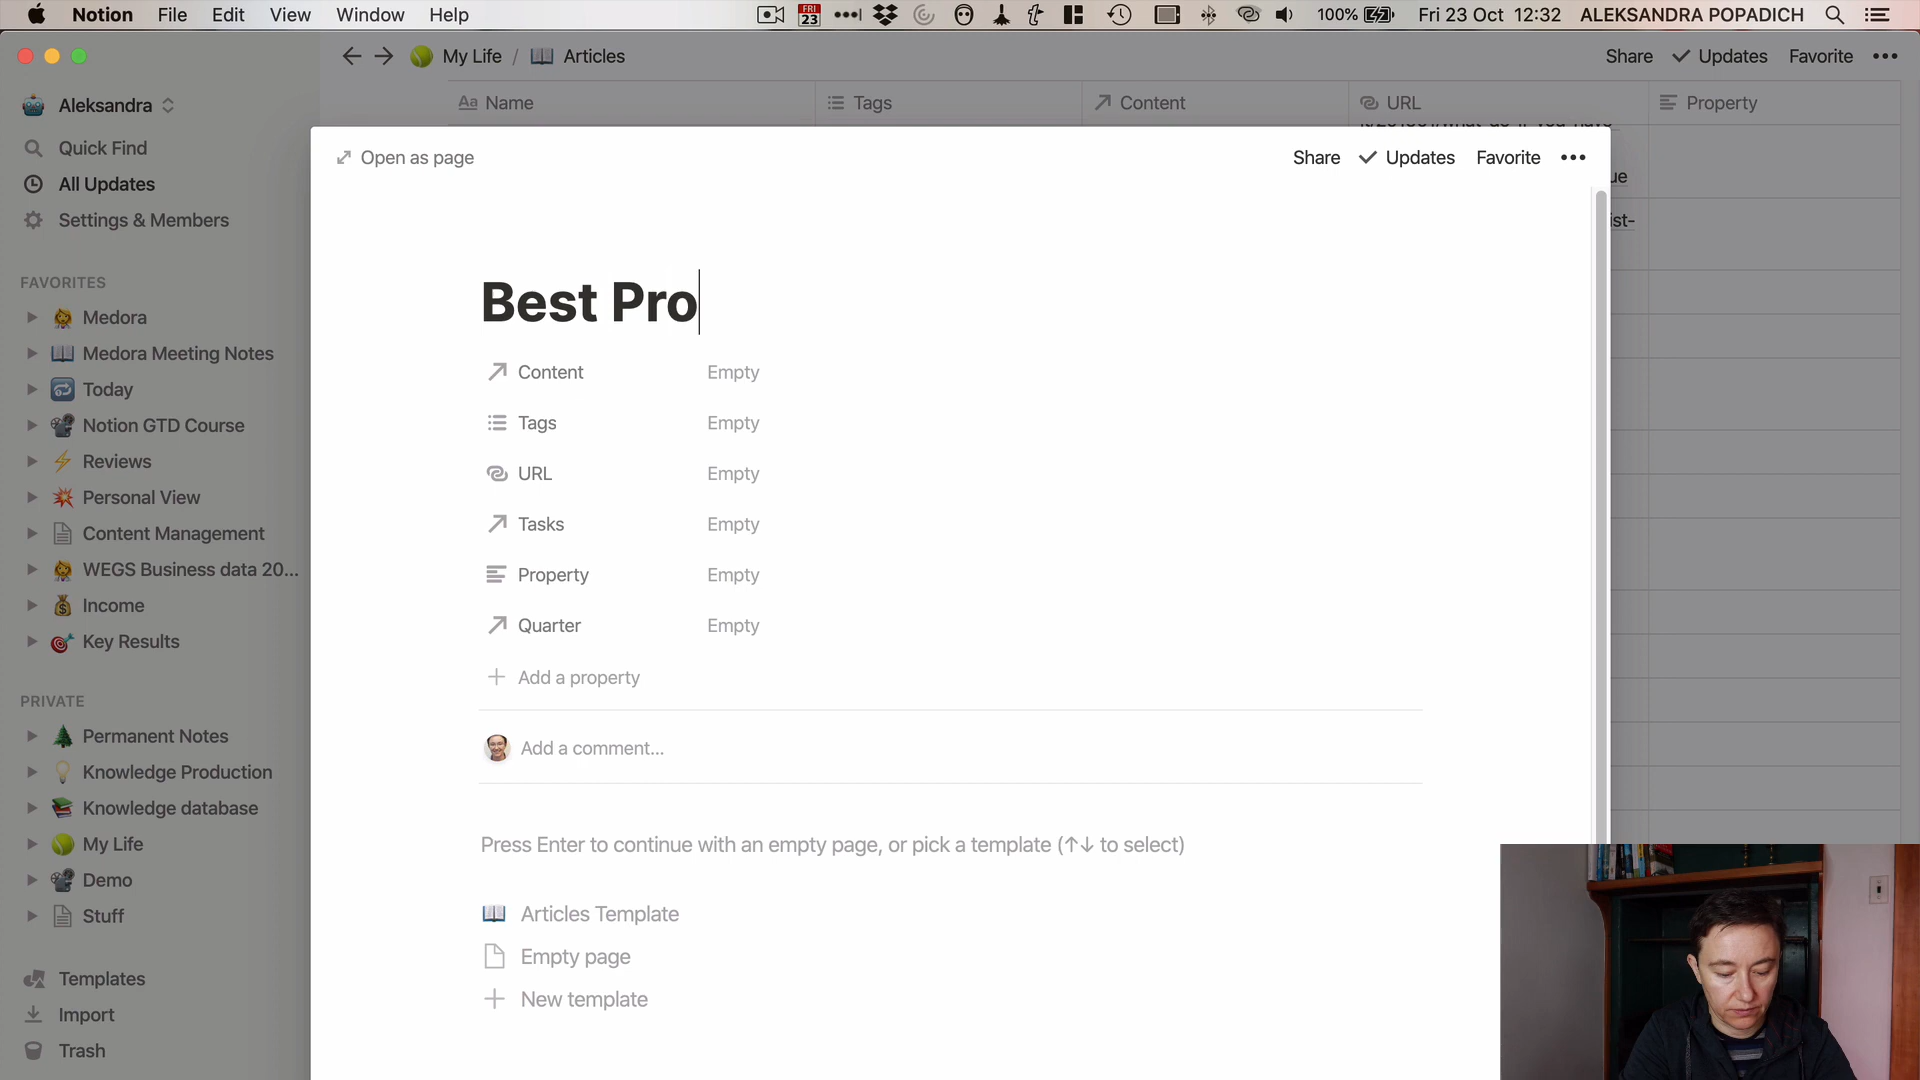 Notion File Edit View Window Help
FRI 23
100% Fri 23 Oct 12:32 ALEKSANDRA POPADICH
My Life / Articles
Share Updates Favorite
Aleksandra
Quick Find
All Updates
Settings & Members
FAVORITES
Medora
Medora Meeting Notes
Today
Notion GTD Course
Reviews
Personal View
Content Management
WEGS Business data 20...
Income
Key Results
PRIVATE
Permanent Notes
Knowledge Production
Knowledge database
My Life
Demo
Stuff
Templates
Import
Trash
Aa Name Tags Content URL Property
ue
ist-
Open as page
Share Updates Favorite
Best Pro
Content Empty
Tags Empty
URL Empty
Tasks Empty
Property Empty
Quarter Empty
Add a property
Add a comment...
Press Enter to continue with an empty page, or pick a template (↑↓ to select)
Articles Template
Empty page
New template